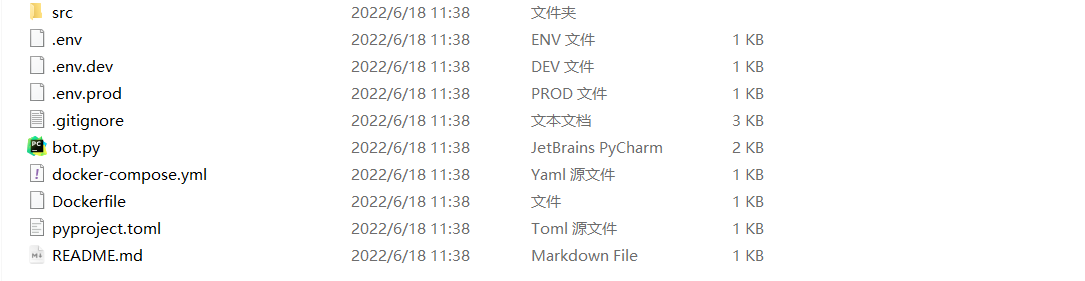 src 2022/6/18 11:38 文件夹
.env 2022/6/18 11:38 ENV 文件 1 KB
.env.dev 2022/6/18 11:38 DEV 文件 1 KB
.env.prod 2022/6/18 11:38 PROD 文件 1 KB
.gitignore 2022/6/18 11:38 文本文档 3 KB
bot.py 2022/6/18 11:38 JetBrains PyCharm 2 KB
docker-compose.yml 2022/6/18 11:38 Yaml 源文件 1 KB
Dockerfile 2022/6/18 11:38 文件 1 KB
pyproject.toml 2022/6/18 11:38 Toml 源文件 1 KB
README.md 2022/6/18 11:38 Markdown File 1 KB